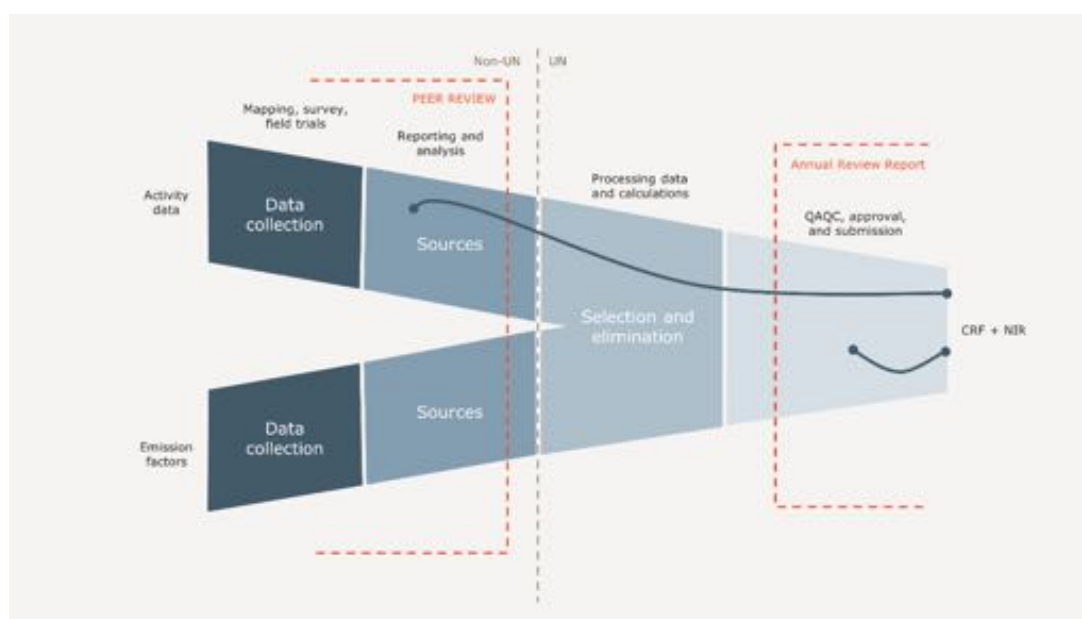 Non-UN
UN
PEER REVIEW
Mapping, survey,
field trials
Reporting and
analysis
Annual Review Report
Processing data
and calculations
QAQC, approval,
and submission
Activity
data
Data
collection
Sources
Selection and
elimination
CRF + NIR
Emission
factors
Data
collection
Sources